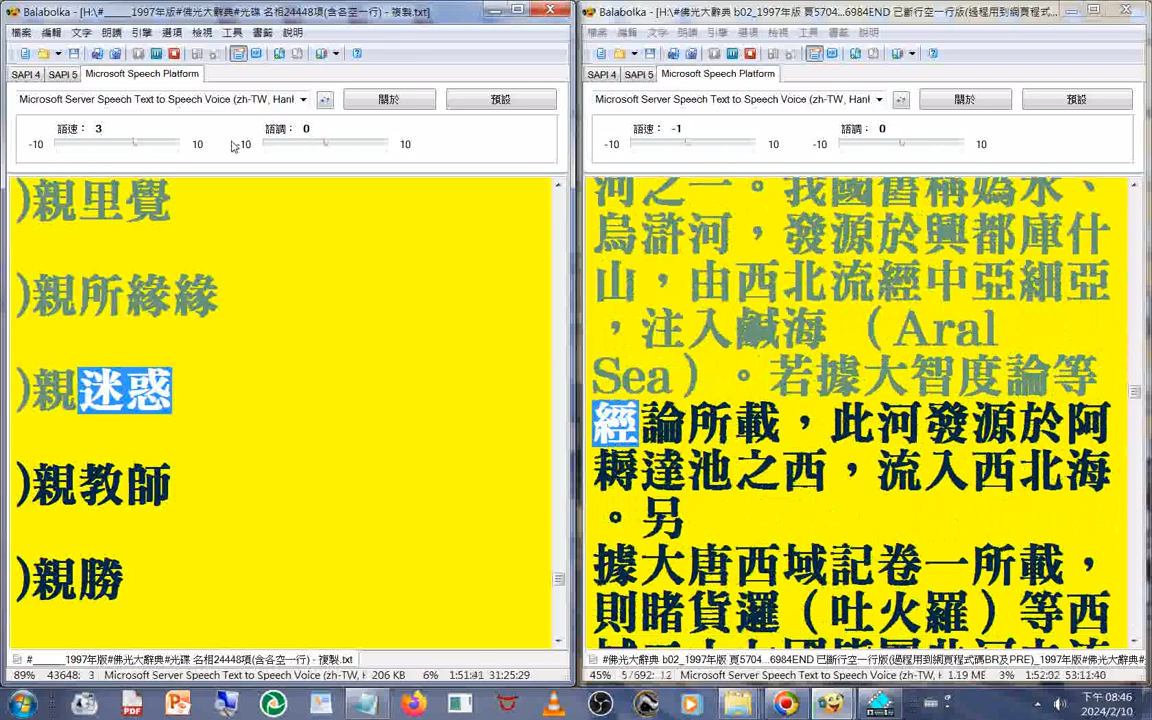 Balabolka - [H:\#_____1997年版#佛光大辭典#光碟 名相24448項(含各空一行) - 複製.txt]
檔案 編輯 文字 朗讀 引擎 選項 檢視 工具 書籤 說明
SAPI 4 SAPI 5 Microsoft Speech Platform
Microsoft Server Speech Text to Speech Voice (zh-TW, Hanl
關於 預設
語速： 3 語調： 0
-10 10 -10 10
)親里覺
)親所緣緣
)親迷惑
)親教師
)親勝
#_____1997年版#佛光大辭典#光碟 名相24448項(含各空一行) - 複製.txt
89% 43648: 3 Microsoft Server Speech Text to Speech Voice (zh-TW, H 206 KB 6% 1:51:41 31:25:29
Balabolka - [H:\#佛光大辭典 b02_1997年版 頁5704...6984END 已斷行空一行版(過程用到網頁程式...
檔案 編輯 文字 朗讀 引擎 選項 檢視 工具 書籤 說明
SAPI 4 SAPI 5 Microsoft Speech Platform
Microsoft Server Speech Text to Speech Voice (zh-TW, Hanl
關於 預設
語速： -1 語調： 0
-10 10 -10 10
河之一。我國舊稱媯水、
烏滸河，發源於興都庫什
山，由西北流經中亞細亞
，注入鹹海 （Aral
Sea）。若據大智度論等
經論所載，此河發源於阿
耨達池之西，流入西北海
。另
據大唐西域記卷一所載，
則睹貨邏（吐火羅）等西
#佛光大辭典 b02_1997年版 頁5704...6984END 已斷行空一行版(過程用到網頁程式碼BR及PRE)_1997年版#佛光大辭典#
45% 57692: 12 Microsoft Server Speech Text to Speech Voice (zh-TW, H 1.19 MB 3% 1:52:02 53:11:40
下午 08:46
2024/2/10